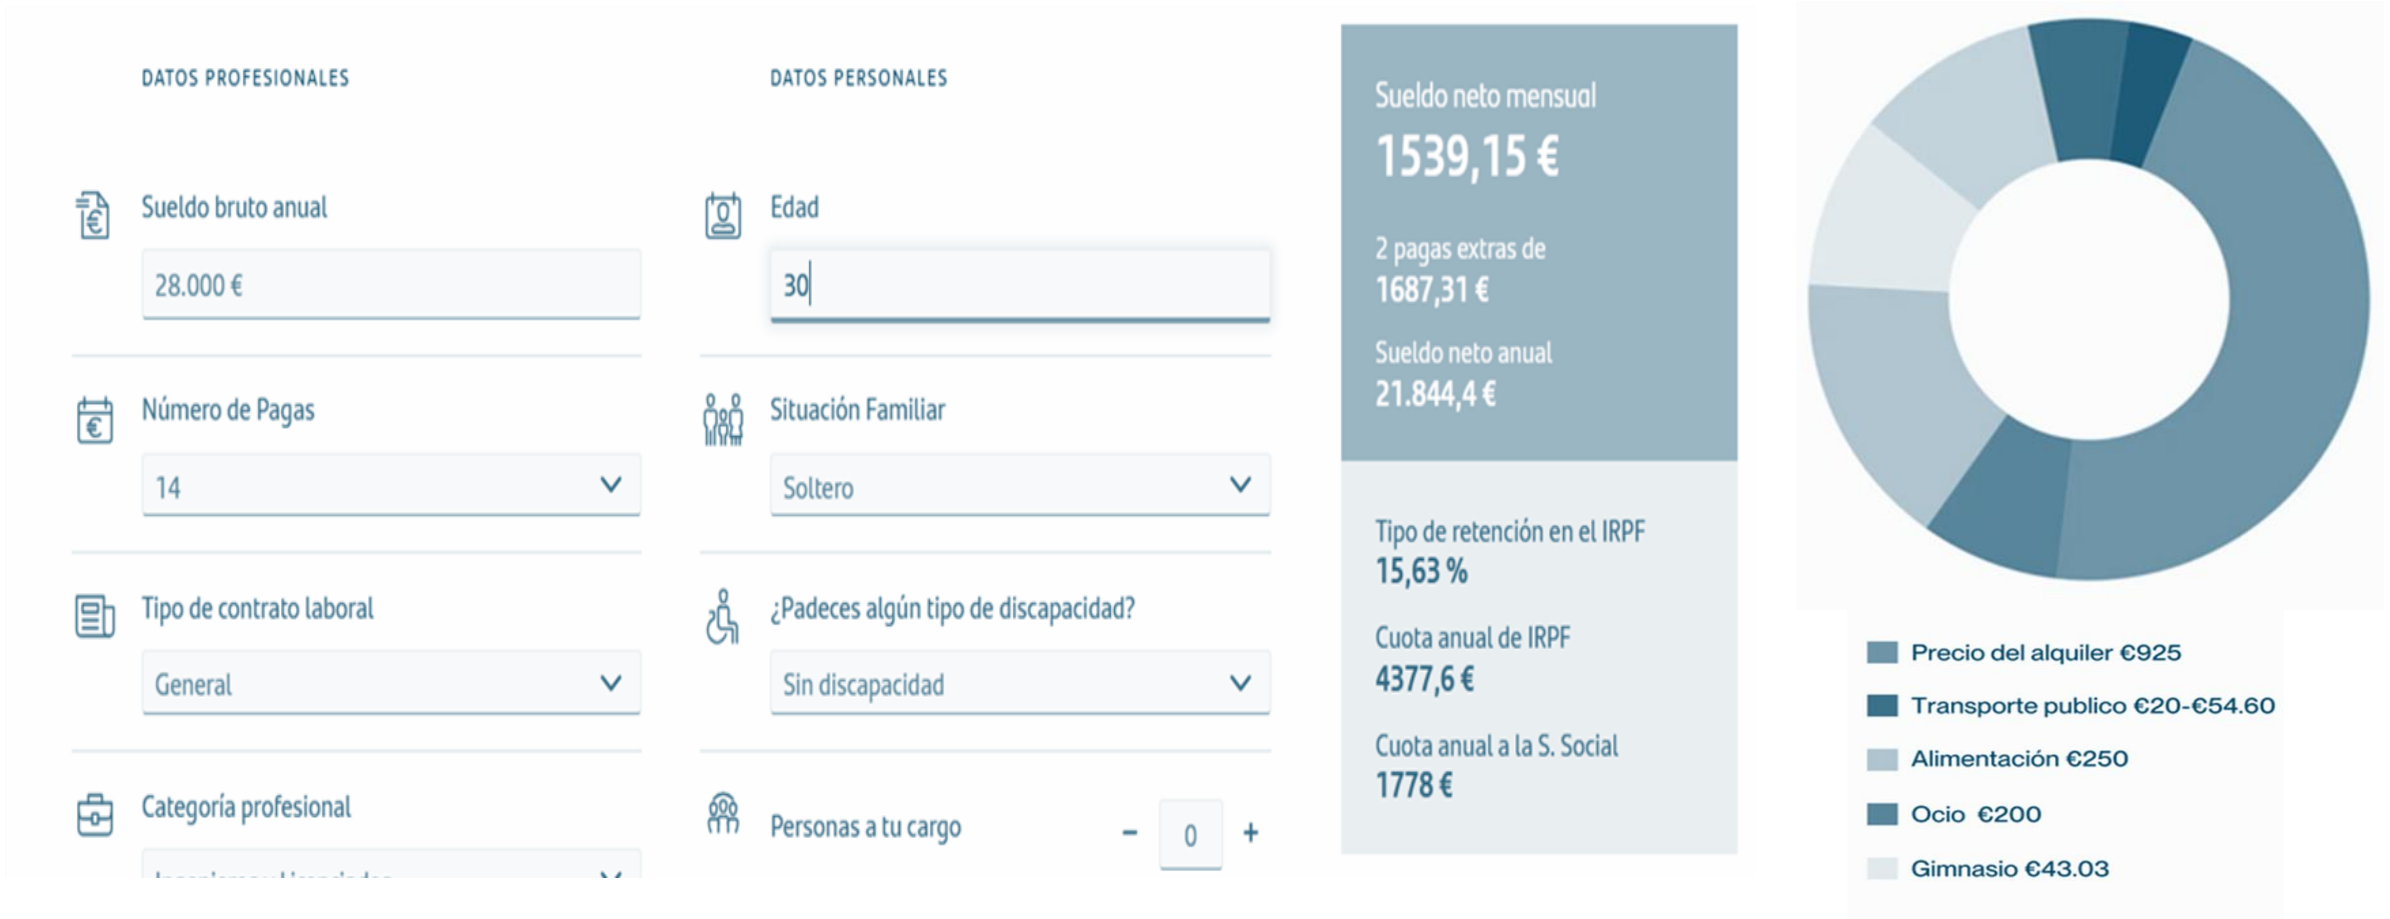 DATOS PROFESIONALES
Sueldo bruto anual
28.000 €
Número de Pagas
14
Tipo de contrato laboral
General
Categoría profesional
DATOS PERSONALES
Edad
30
Situación Familiar
Soltero
¿Padeces algún tipo de discapacidad?
Sin discapacidad
Personas a tu cargo
− 0 +
Sueldo neto mensual
1539,15 €
2 pagas extras de
1687,31 €
Sueldo neto anual
21.844,4 €
Tipo de retención en el IRPF
15,63 %
Cuota anual de IRPF
4377,6 €
Cuota anual a la S. Social
1778 €
Precio del alquiler €925
Transporte publico €20-€54.60
Alimentación €250
Ocio €200
Gimnasio €43.03